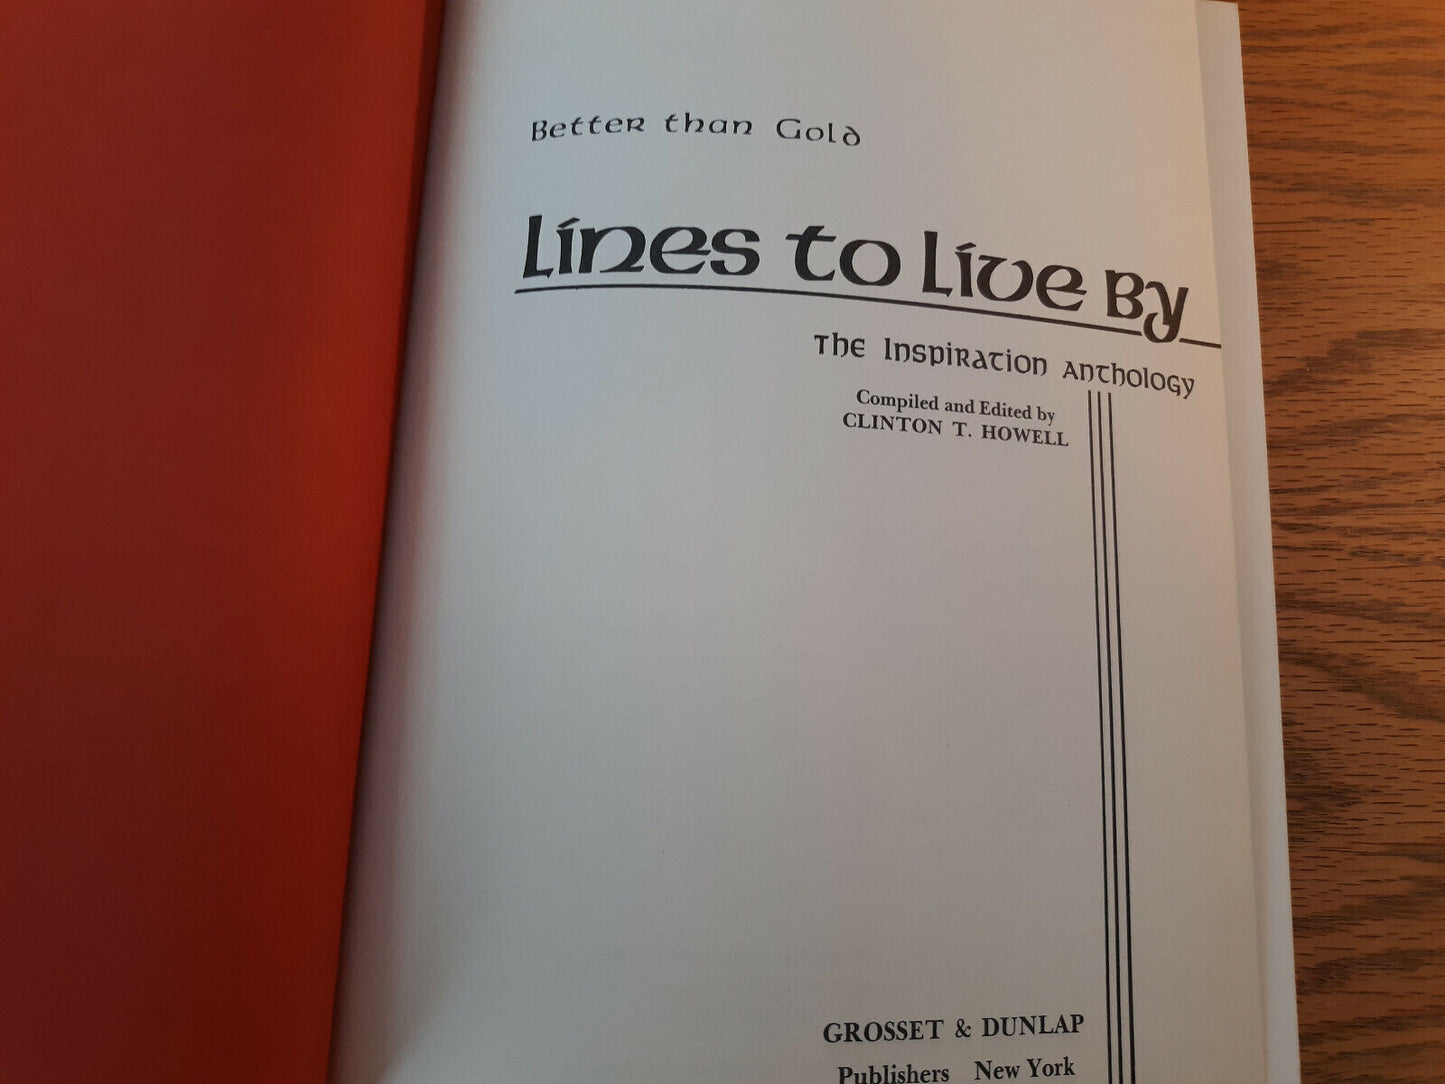 Better than Gold
Lines to Live By
The Inspiration Anthology
Compiled and Edited by
CLINTON T. HOWELL
GROSSET & DUNLAP
Publishers New York